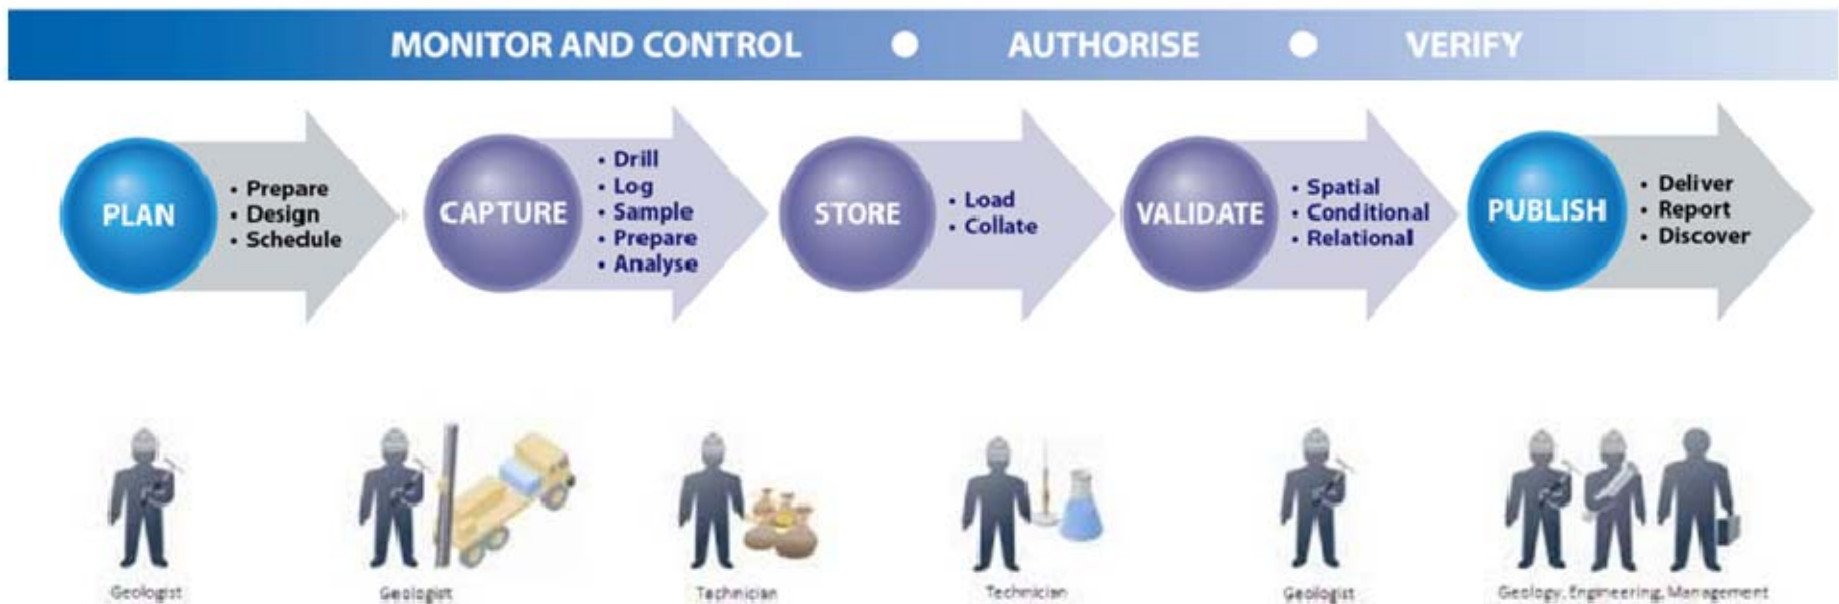 MONITOR AND CONTROL ● AUTHORISE ● VERIFY
PLAN
• Prepare
• Design
• Schedule
CAPTURE
• Drill
• Log
• Sample
• Prepare
• Analyse
STORE
• Load
• Collate
VALIDATE
• Spatial
• Conditional
• Relational
PUBLISH
• Deliver
• Report
• Discover
Geologist
Geologist
Technician
Technician
Geologist
Geology, Engineering, Management